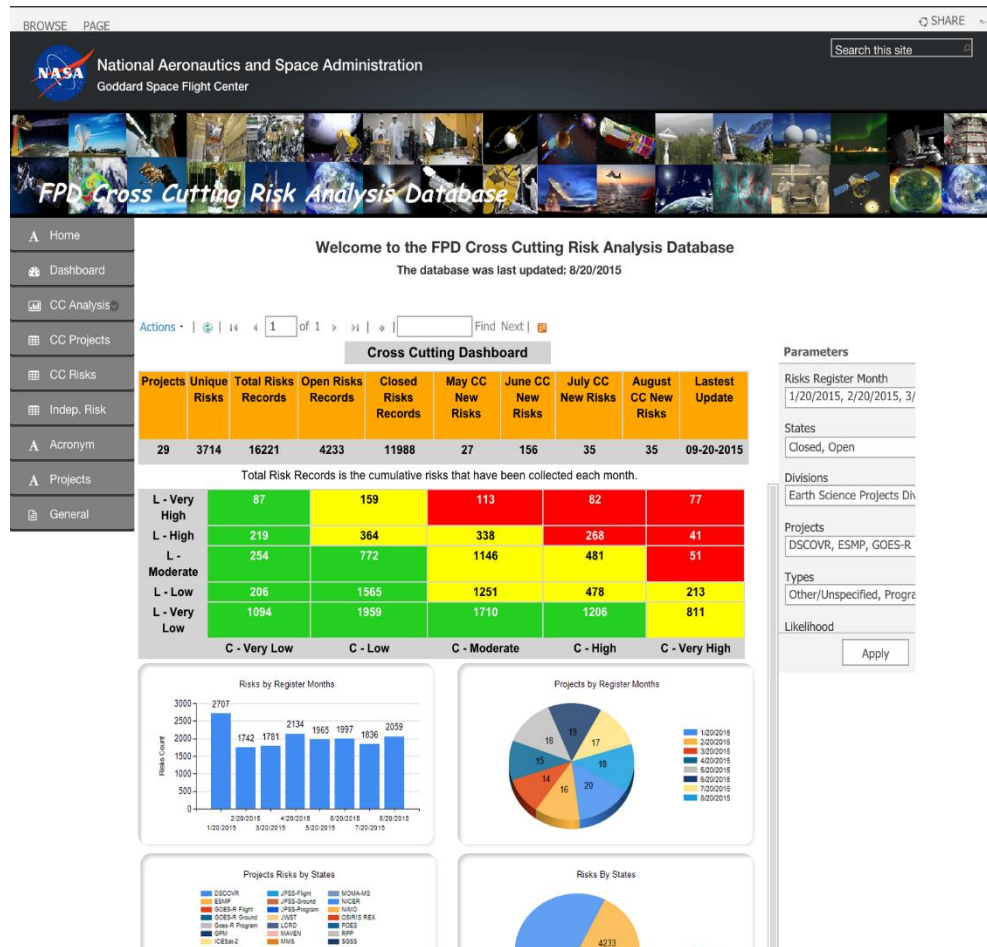 BROWSE PAGE
SHARE
National Aeronautics and Space Administration
Goddard Space Flight Center
Search this site
NASA
FPD Cross Cutting Risk Analysis Database
Home
Dashboard
CC Analysis
CC Projects
CC Risks
Indep. Risk
Acronym
Projects
General
Welcome to the FPD Cross Cutting Risk Analysis Database
The database was last updated: 8/20/2015
Actions 1 of 1 Find Next
Cross Cutting Dashboard
Projects Unique Risks Total Risks Records Open Risks Records Closed Risks Records May CC New Risks June CC New Risks July CC New Risks August CC New Risks Lastest Update
29 3714 16221 4233 11988 27 156 35 35 09-20-2015
Total Risk Records is the cumulative risks that have been collected each month.
L - Very High 87 159 113 82 77
L - High 219 364 338 268 41
L - Moderate 254 772 1146 481 51
L - Low 206 1565 1251 478 213
L - Very Low 1094 1959 1710 1206 811
C - Very Low C - Low C - Moderate C - High C - Very High
Parameters
Risks Register Month
1/20/2015, 2/20/2015, 3/
States
Closed, Open
Divisions
Earth Science Projects Div
Projects
DSCOVR, ESMP, GOES-R
Types
Other/Unspecified, Progra
Likelihood
Apply
Risks by Register Months
Risks Count
3000
2500
2000
1500
1000
500
0
2707 1742 1781 2134 1965 1997 1836 2059
2/20/2015 4/20/2015 6/20/2015 8/20/2015
1/20/2015 3/20/2015 5/20/2015 7/20/2015
Projects by Register Months
19 17 18 20 16 14 15 18
1/20/2015
2/20/2015
3/20/2015
4/20/2015
5/20/2015
6/20/2015
7/20/2015
8/20/2015
Projects Risks by States
DSCOVR JPSS-Flight MOMA-MS
ESMP JPSS-Ground NICER
GOES-R Flight JPSS-Program NIMO
GOES-R Ground JWST OSIRIS REX
Goes-R Program LCRD POES
GPM MAVEN RPP
ICESat-2 MMS SGSS
Risks By States
4233